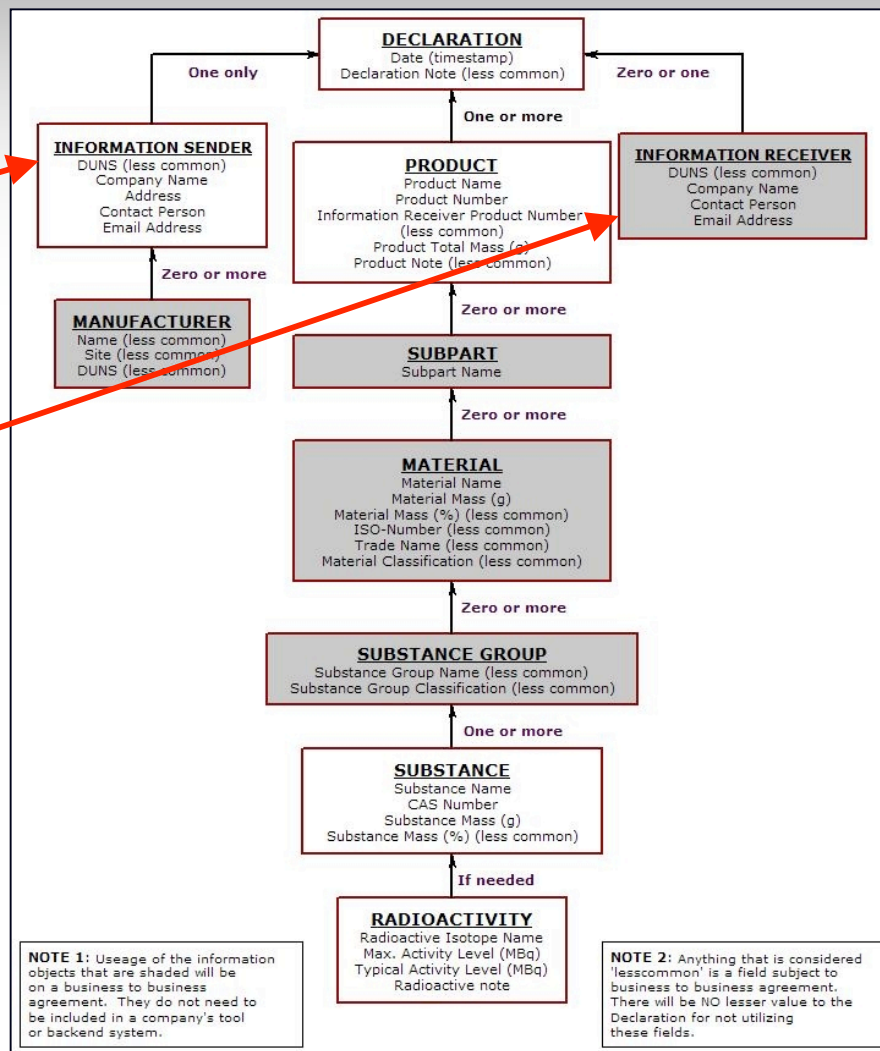 DECLARATION
Date (timestamp)
Declaration Note (less common)
One only
Zero or one
One or more
INFORMATION SENDER
DUNS (less common)
Company Name
Address
Contact Person
Email Address
PRODUCT
Product Name
Product Number
Information Receiver Product Number
(less common)
Product Total Mass (g)
Product Note (less common)
INFORMATION RECEIVER
DUNS (less common)
Company Name
Contact Person
Email Address
Zero or more
MANUFACTURER
Name (less common)
Site (less common)
DUNS (less common)
Zero or more
SUBPART
Subpart Name
Zero or more
MATERIAL
Material Name
Material Mass (g)
Material Mass (%) (less common)
ISO-Number (less common)
Trade Name (less common)
Material Classification (less common)
Zero or more
SUBSTANCE GROUP
Substance Group Name (less common)
Substance Group Classification (less common)
One or more
SUBSTANCE
Substance Name
CAS Number
Substance Mass (g)
Substance Mass (%) (less common)
If needed
RADIOACTIVITY
Radioactive Isotope Name
Max. Activity Level (MBq)
Typical Activity Level (MBq)
Radioactive note
NOTE 1: Useage of the information
objects that are shaded will be
on a business to business
agreement. They do not need to
be included in a company's tool
or backend system.
NOTE 2: Anything that is considered
'lesscommon' is a field subject to
business to business agreement.
There will be NO lesser value to the
Declaration for not utilizing
these fields.